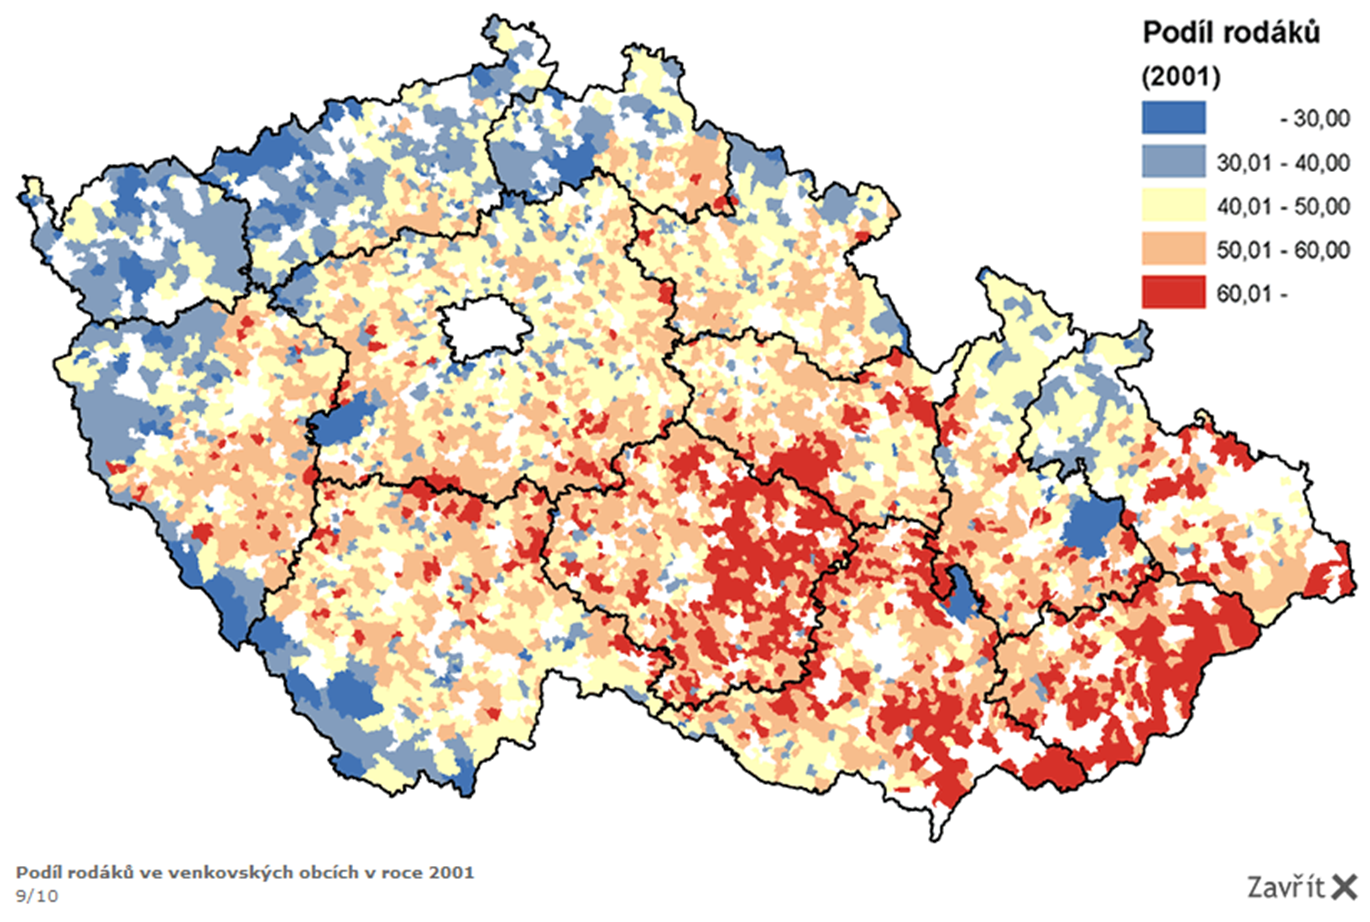 Podíl rodáků
(2001)
- 30,00
30,01 - 40,00
40,01 - 50,00
50,01 - 60,00
60,01 -
Podíl rodáků ve venkovských obcích v roce 2001
9/10
Zavřít